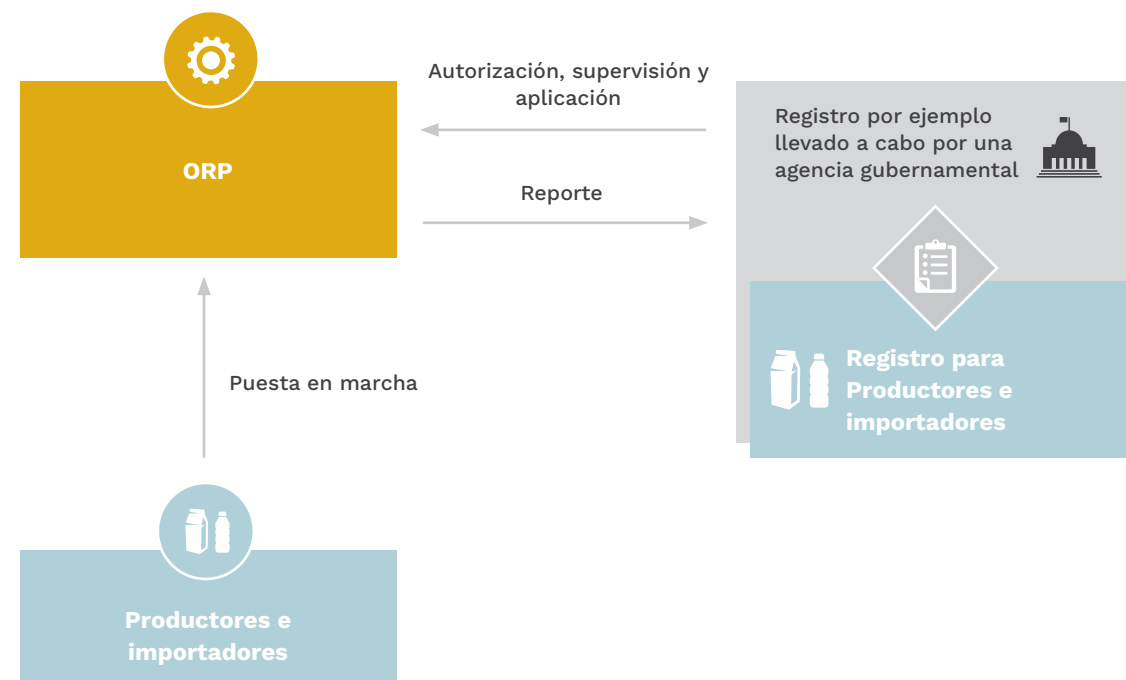 Autorización, supervisión y
aplicación
ORP
Reporte
Registro por ejemplo
llevado a cabo por una
agencia gubernamental
Registro para
Productores e
importadores
Puesta en marcha
Productores e
importadores